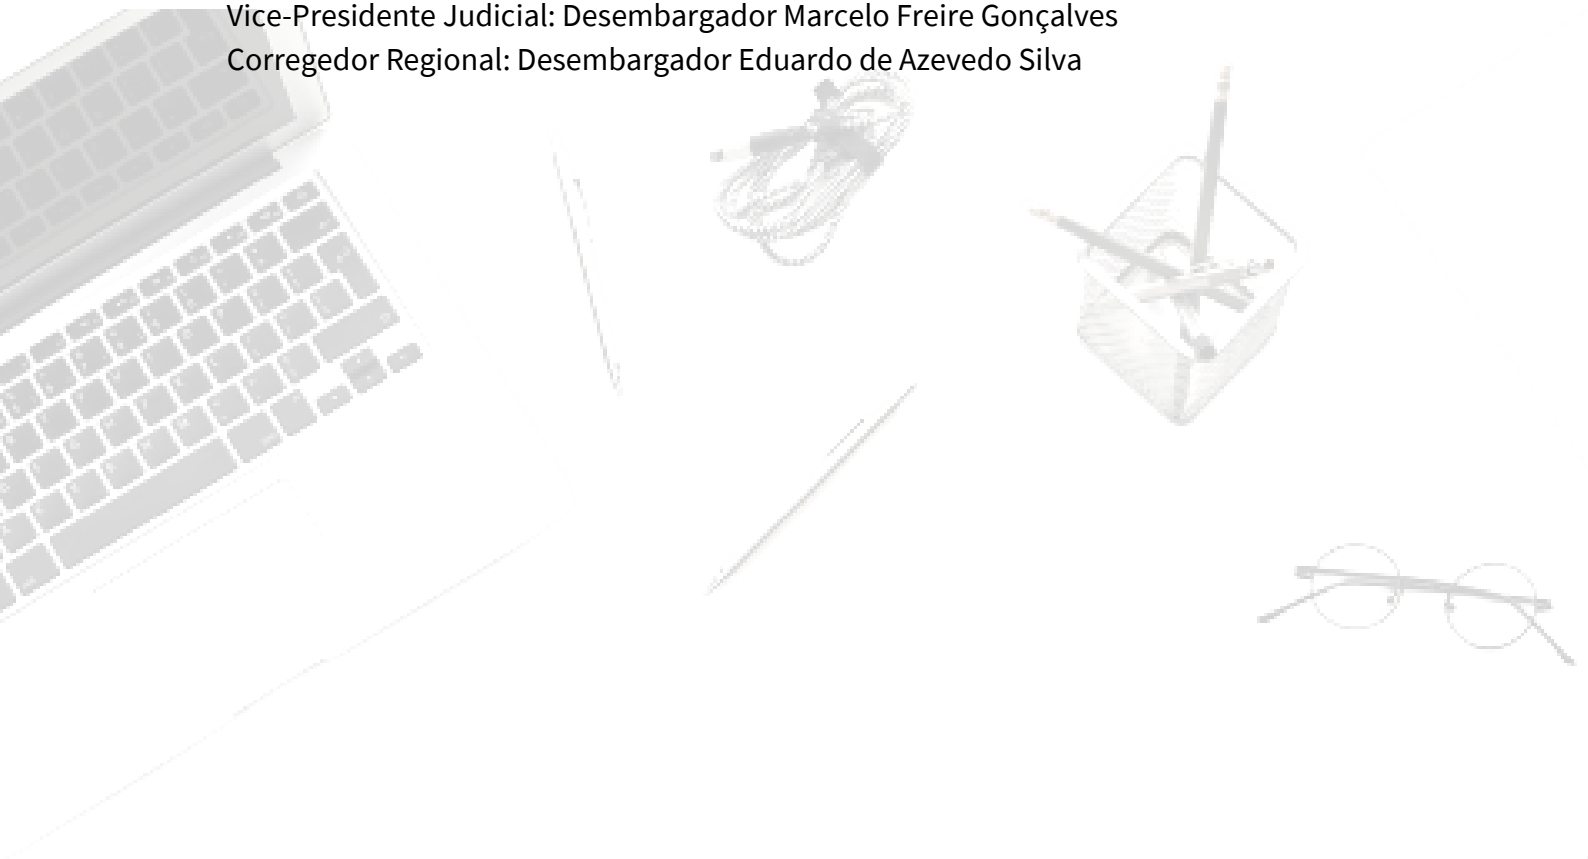 Vice-Presidente Judicial: Desembargador Marcelo Freire Gonçalves
Corregedor Regional: Desembargador Eduardo de Azevedo Silva